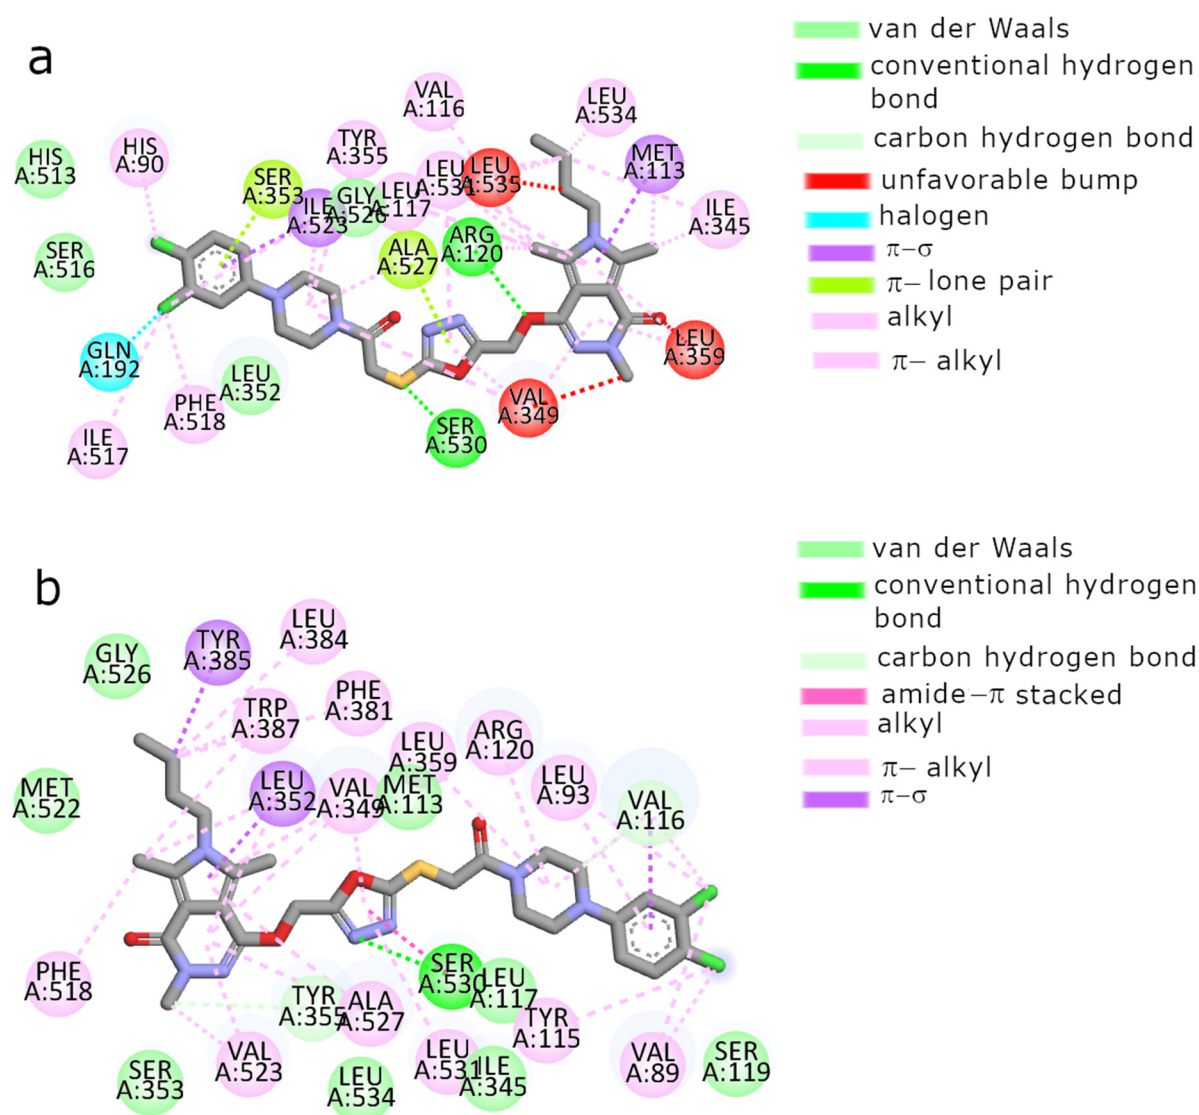 a
van der Waals
conventional hydrogen
bond
carbon hydrogen bond
unfavorable bump
halogen
π-σ
π- lone pair
alkyl
π- alkyl
VAL
A:116
LEU
A:534
HIS
A:513
HIS
A:90
TYR
A:355
MET
A:113
SER
A:353
ILE
A:523
GLY
A:526
LEU
A:117
LEU
A:531
LEU
A:535
ILE
A:345
SER
A:516
ALA
A:527
ARG
A:120
GLN
A:192
LEU
A:352
LEU
A:359
PHE
A:518
VAL
A:349
ILE
A:517
SER
A:530
b
van der Waals
conventional hydrogen
bond
carbon hydrogen bond
amide-π stacked
alkyl
π- alkyl
π-σ
GLY
A:526
TYR
A:385
LEU
A:384
TRP
A:387
PHE
A:381
LEU
A:359
ARG
A:120
MET
A:522
LEU
A:352
VAL
A:349
MET
A:113
LEU
A:93
VAL
A:116
PHE
A:518
TYR
A:355
ALA
A:527
SER
A:530
LEU
A:117
TYR
A:115
SER
A:353
VAL
A:523
LEU
A:534
LEU
A:531
ILE
A:345
VAL
A:89
SER
A:119